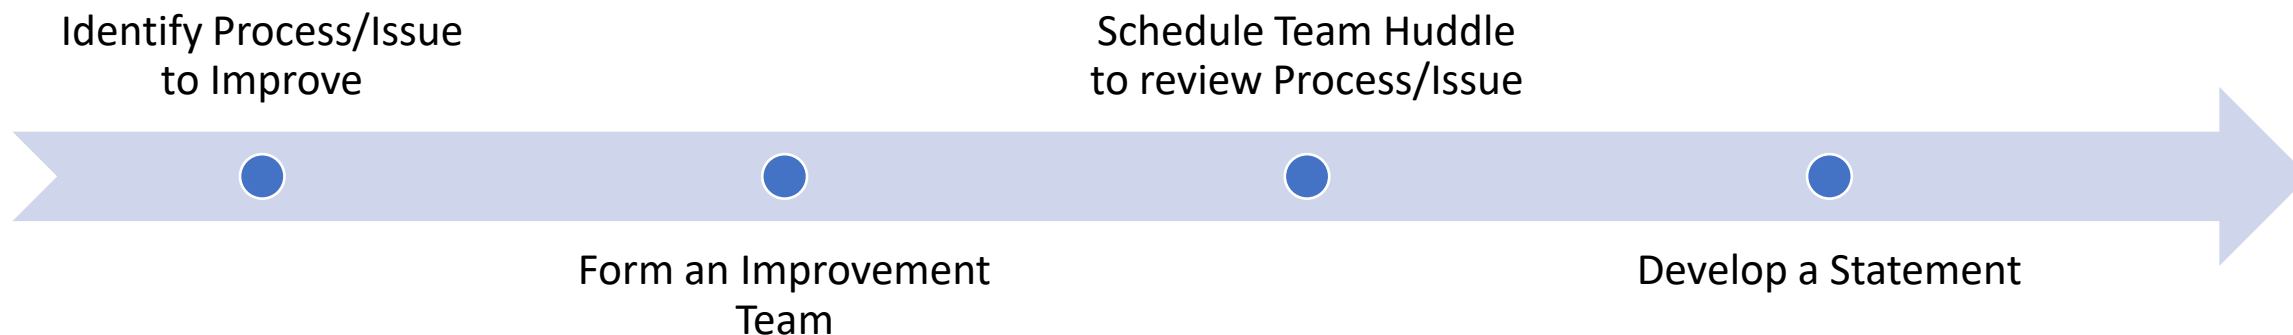 Identify Process/Issue
to Improve
Form an Improvement
Team
Schedule Team Huddle
to review Process/Issue
Develop a Statement